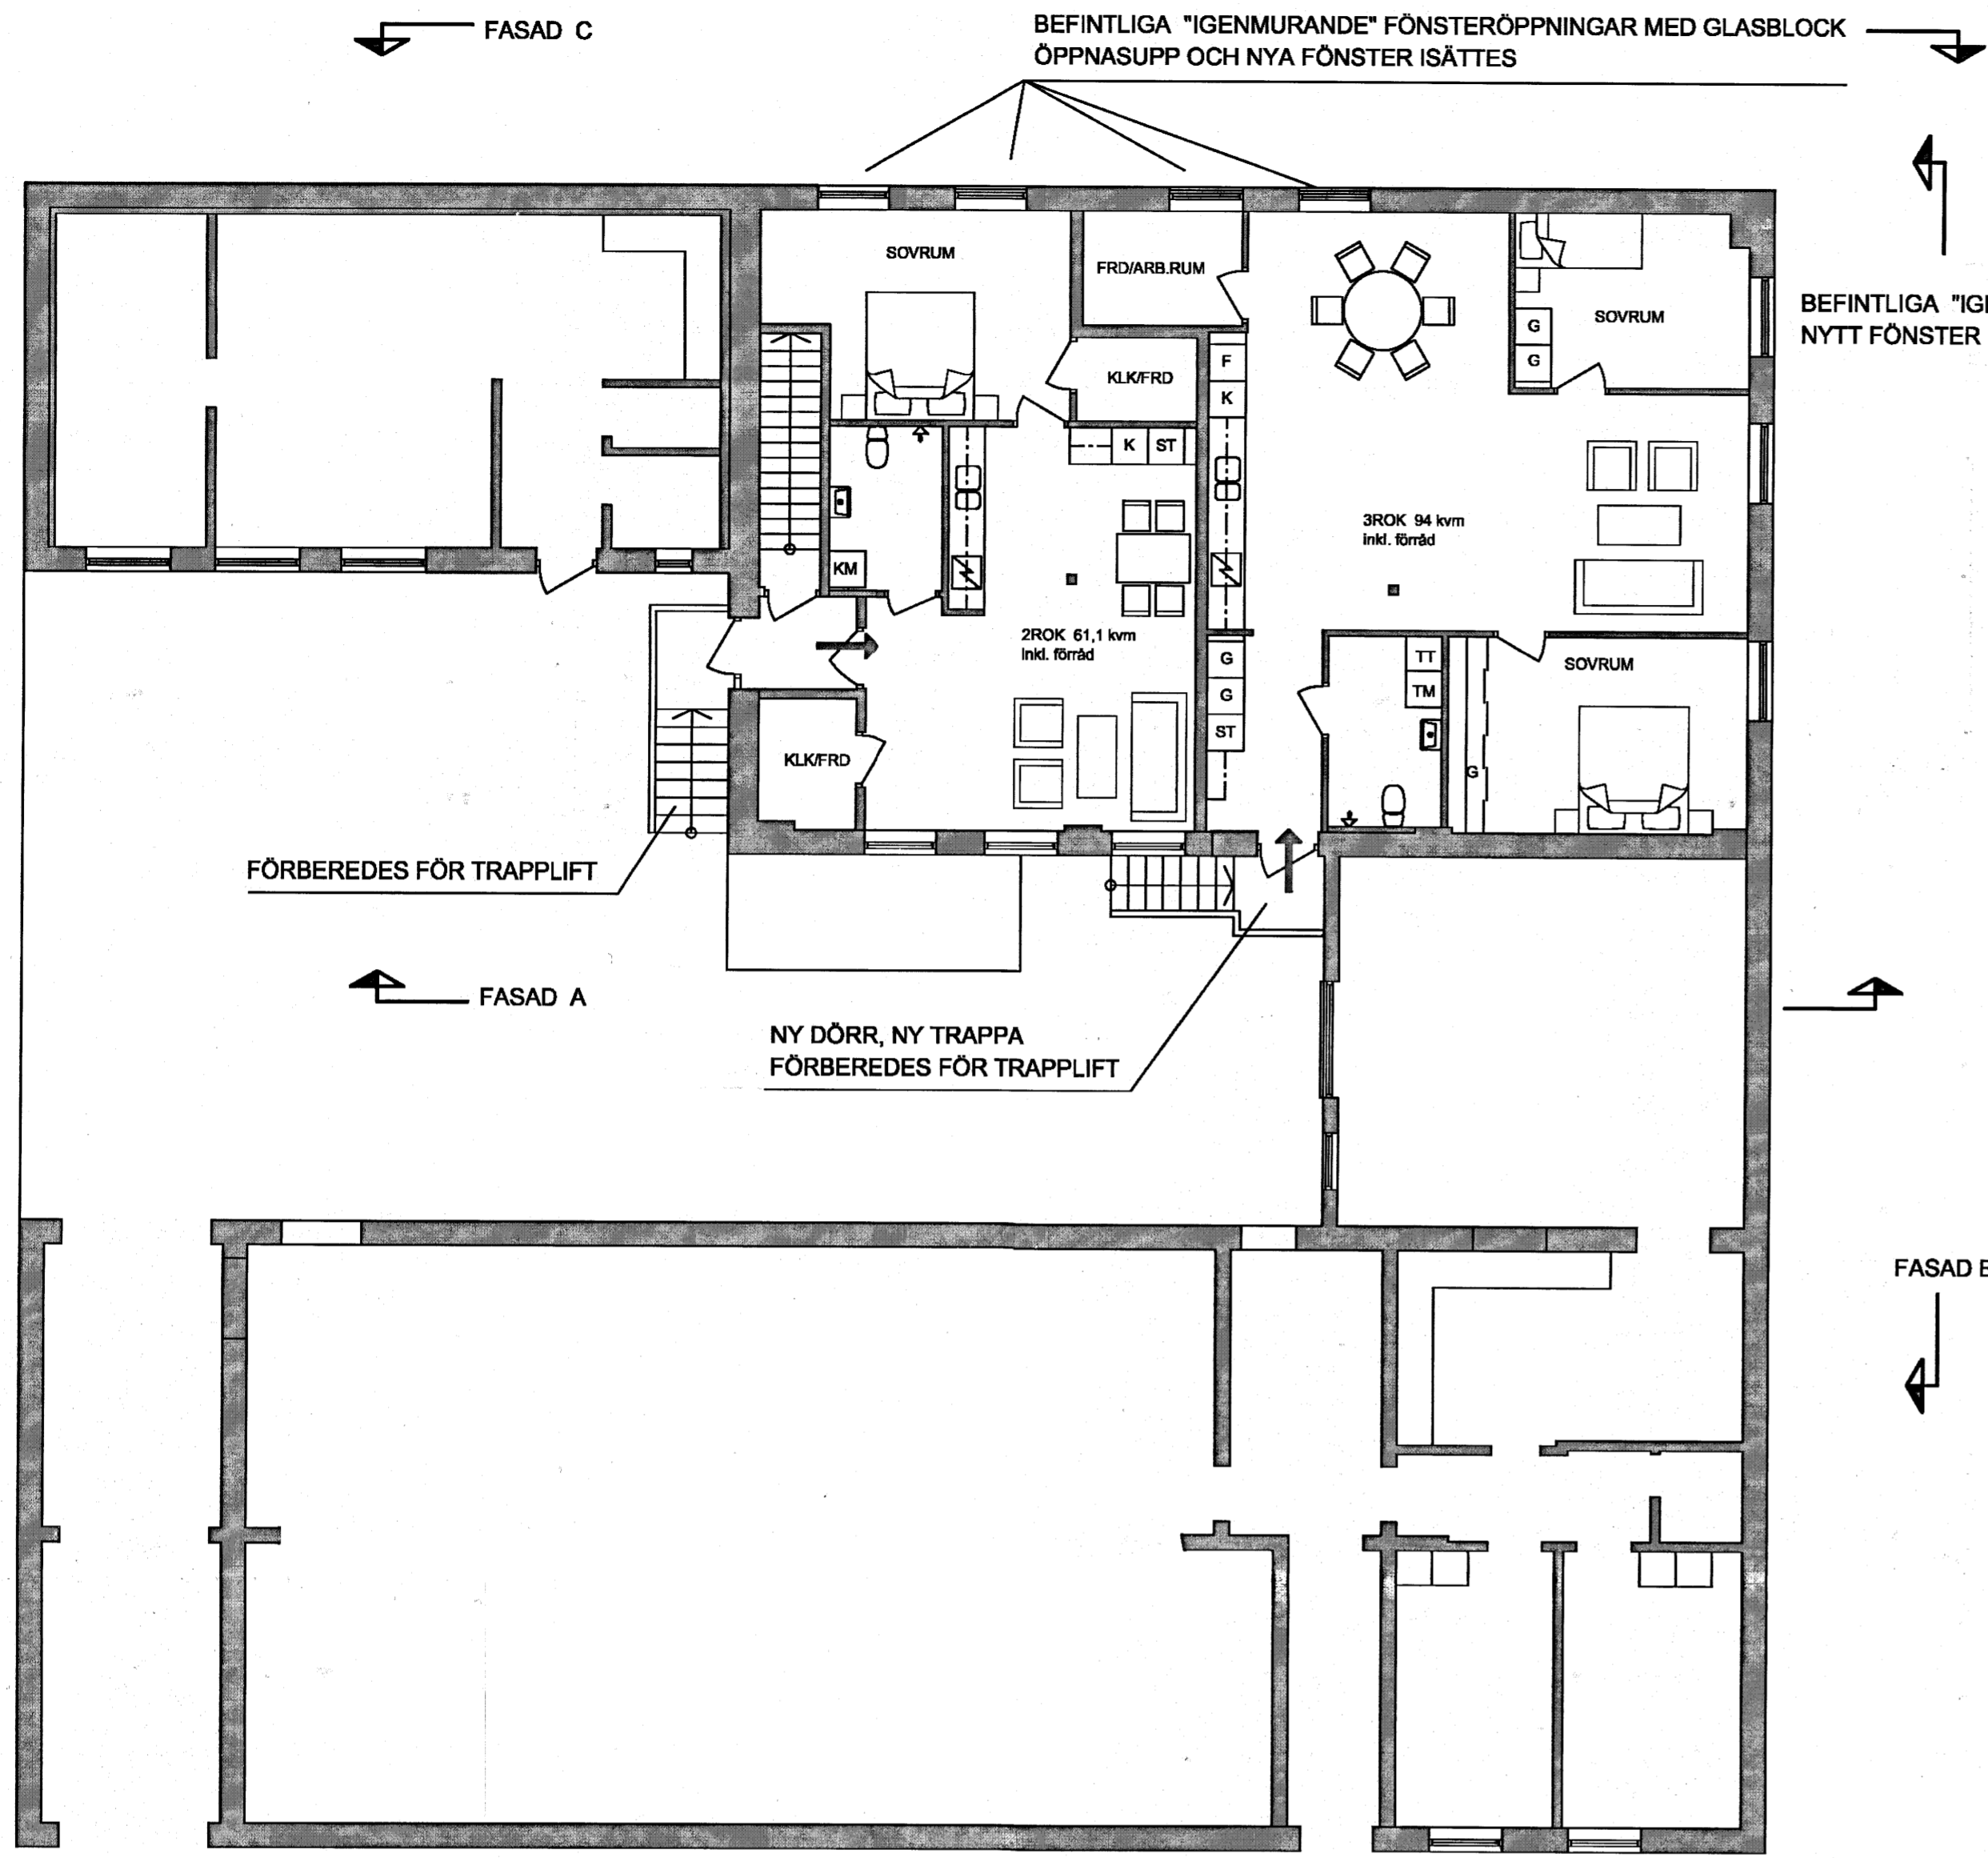 FASAD C
BEFINTLIGA "IGENMURANDE" FÖNSTERÖPPNINGAR MED GLASBLOCK
ÖPPNASUPP OCH NYA FÖNSTER ISÄTTES
SOVRUM
FRD/ARB.RUM
SOVRUM
G
G
BEFINTLIGA "IGE
NYTT FÖNSTER
KLK/FRD
F
K
K
ST
3ROK 94 kvm
inkl. förråd
KM
2ROK 61,1 kvm
inkl. förråd
G
G
ST
TT
TM
SOVRUM
G
KLK/FRD
FÖRBEREDES FÖR TRAPPLIFT
FASAD A
NY DÖRR, NY TRAPPA
FÖRBEREDES FÖR TRAPPLIFT
FASAD B